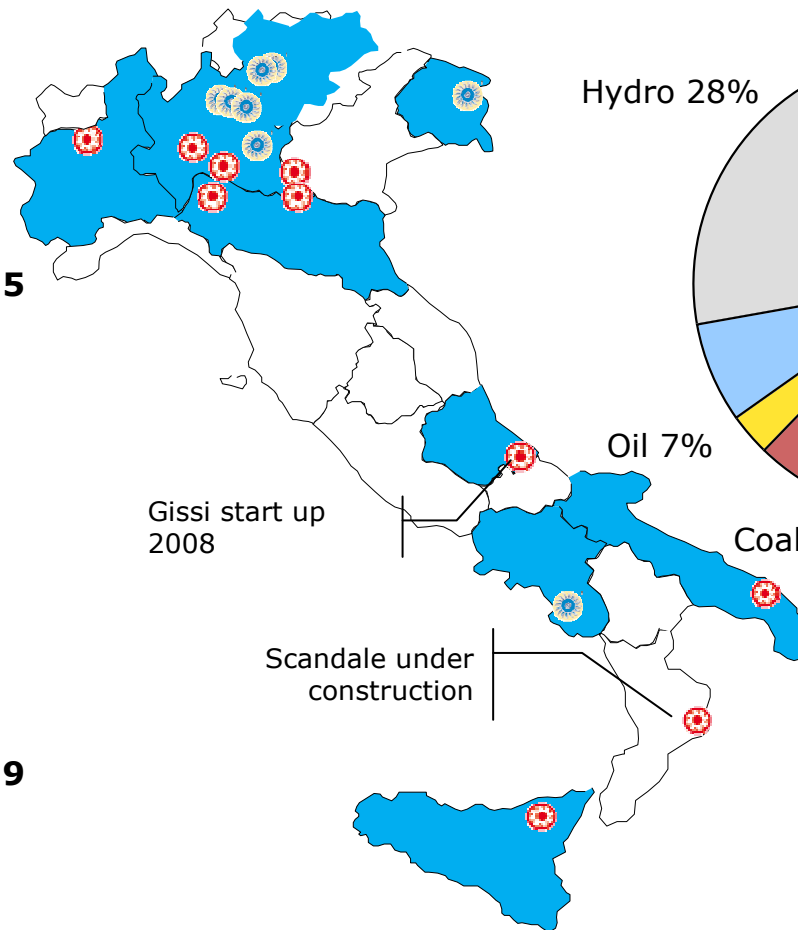 Hydro 28%
5
Oil 7%
Gissi start up
2008
Coal
Scandale under
construction
9